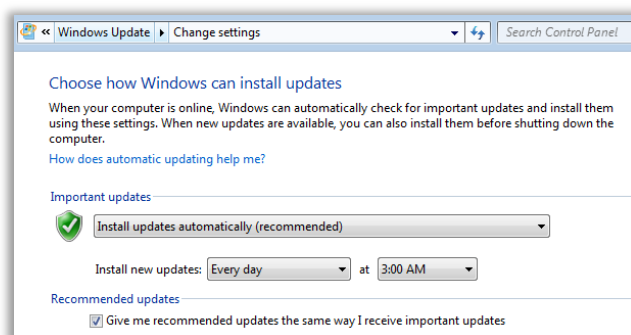 « Windows Update ▸ Change settings Search Control Panel
Choose how Windows can install updates
When your computer is online, Windows can automatically check for important updates and install them
using these settings. When new updates are available, you can also install them before shutting down the
computer.
How does automatic updating help me?
Important updates
Install updates automatically (recommended)
Install new updates: Every day at 3:00 AM
Recommended updates
Give me recommended updates the same way I receive important updates